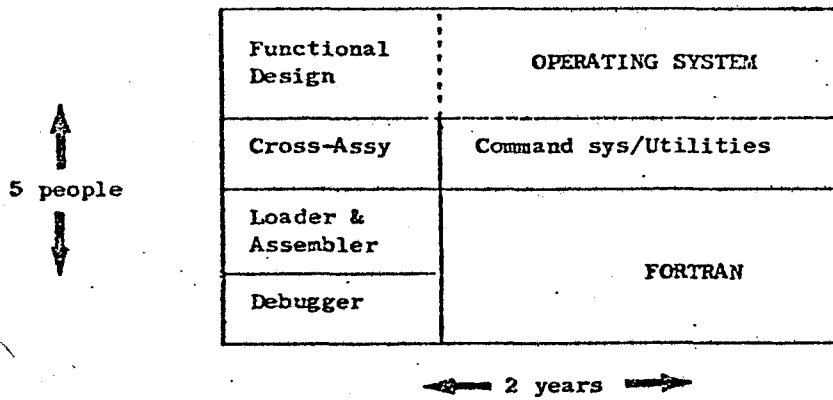 Functional
Design
OPERATING SYSTEM
Cross-Assy
Command sys/Utilities
5 people
Loader &
Assembler
FORTRAN
Debugger
2 years